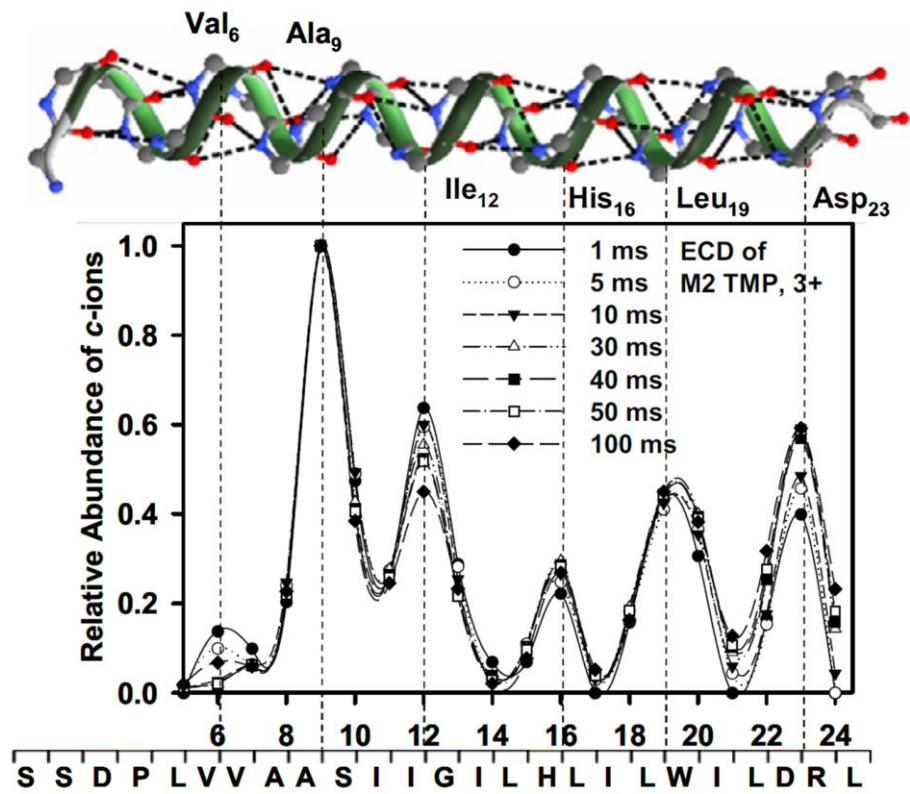 Val6
Ala9
Ile12
His16
Leu19
Asp23
Relative Abundance of c-ions
1.0
0.8
0.6
0.4
0.2
0.0
1 ms
5 ms
10 ms
30 ms
40 ms
50 ms
100 ms
ECD of
M2 TMP, 3+
6 8 10 12 14 16 18 20 22 24
S S D P L V V A A S I I G I L H L I L W I L D R L